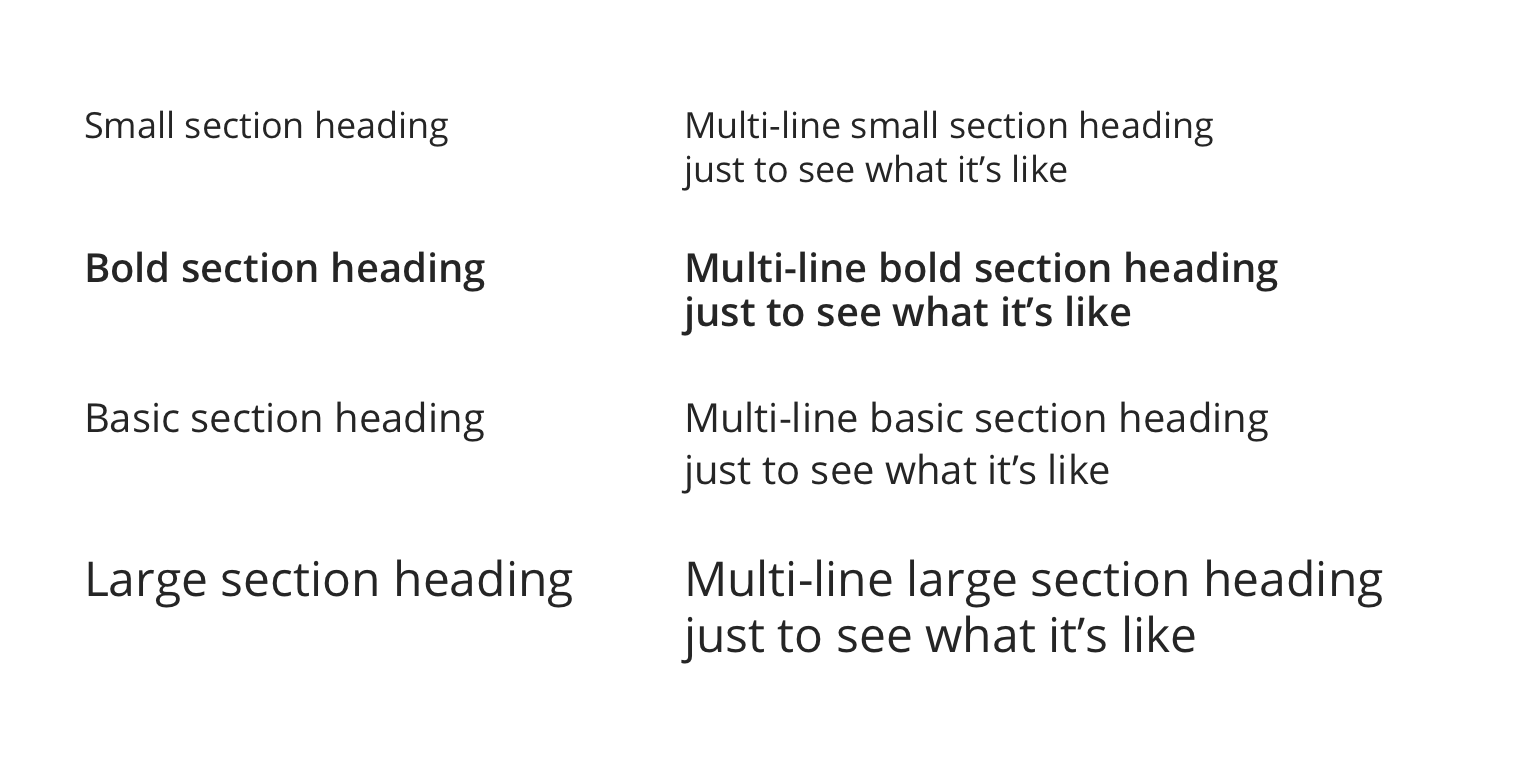 Small section heading
Multi-line small section heading
just to see what it’s like
Bold section heading
Multi-line bold section heading
just to see what it’s like
Basic section heading
Multi-line basic section heading
just to see what it’s like
Large section heading
Multi-line large section heading
just to see what it’s like